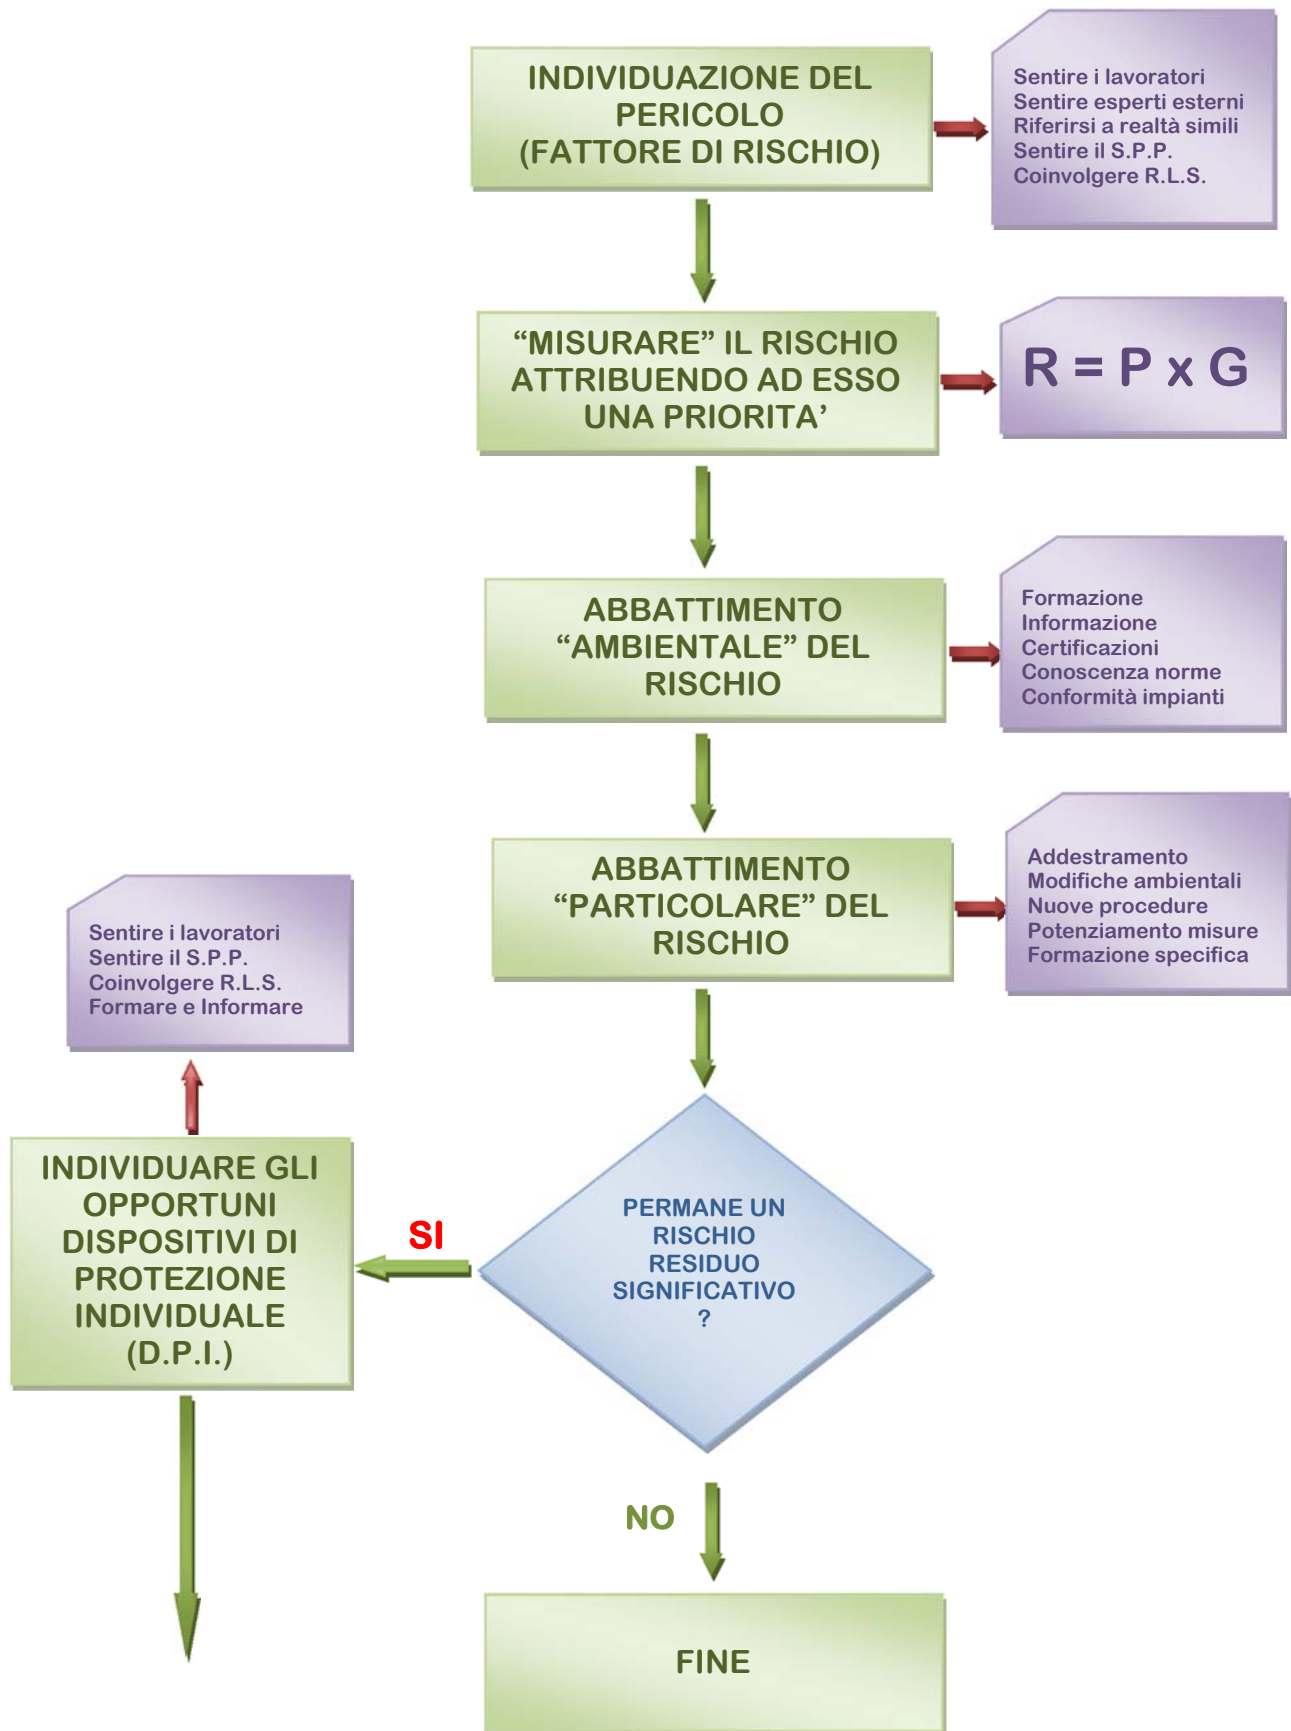 INDIVIDUAZIONE DEL
PERICOLO
(FATTORE DI RISCHIO)
Sentire i lavoratori
Sentire esperti esterni
Riferirsi a realtà simili
Sentire il S.P.P.
Coinvolgere R.L.S.
“MISURARE” IL RISCHIO
ATTRIBUENDO AD ESSO
UNA PRIORITA’
R = P x G
ABBATTIMENTO
“AMBIENTALE” DEL
RISCHIO
Formazione
Informazione
Certificazioni
Conoscenza norme
Conformità impianti
ABBATTIMENTO
“PARTICOLARE” DEL
RISCHIO
Addestramento
Modifiche ambientali
Nuove procedure
Potenziamento misure
Formazione specifica
Sentire i lavoratori
Sentire il S.P.P.
Coinvolgere R.L.S.
Formare e Informare
INDIVIDUARE GLI
OPPORTUNI
DISPOSITIVI DI
PROTEZIONE
INDIVIDUALE
(D.P.I.)
SI
PERMANE UN
RISCHIO
RESIDUO
SIGNIFICATIVO
?
NO
FINE